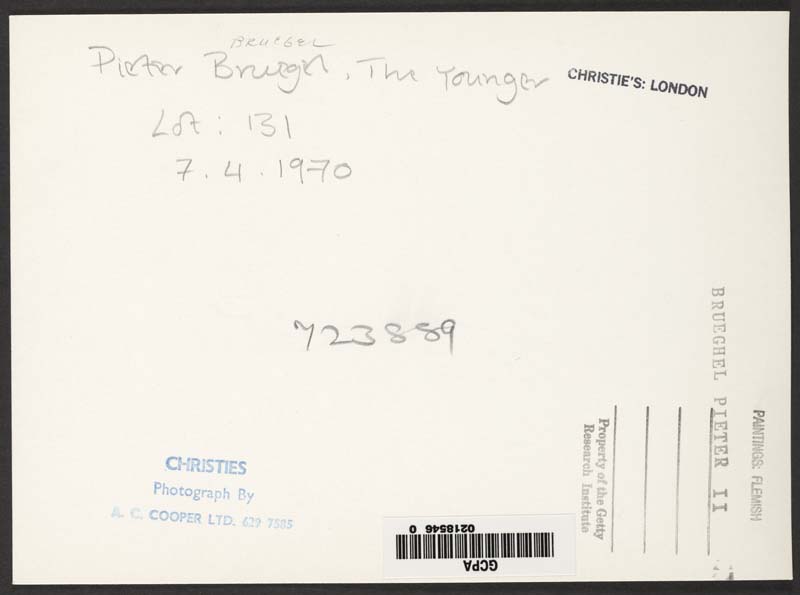 BRUEGEL
Pieter Bruegel, The Younger
CHRISTIE'S: LONDON
Lot: 131
7.4.1970
723889
BRUEGHEL PIETER II
PAINTINGS: FLEMISH
Property of the Getty
Research Institute
CHRISTIES
Photograph By
A. C. COOPER LTD. 629 7585
0218546 0
GCPA